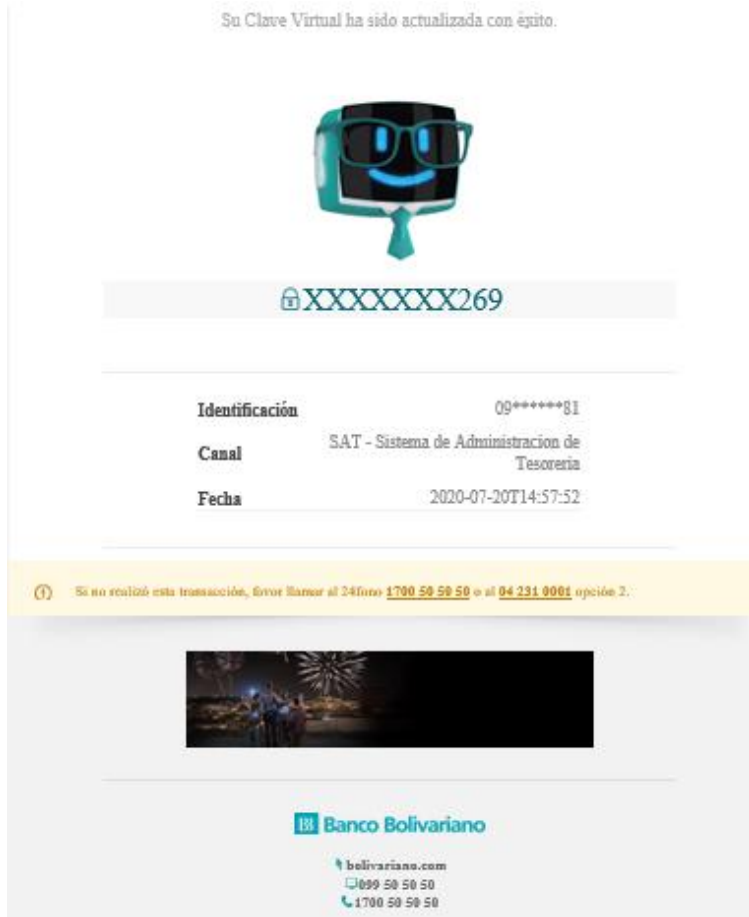 Su Clave Virtual ha sido actualizada con éxito.
XXXXXXX269
Identificación 09******81
Canal SAT - Sistema de Administracion de
Tesoreria
Fecha 2020-07-20T14:57:52
Si no realizó esta transacción, favor llamar al 24fono 1700 50 50 50 o al 04 231 0001 opción 2.
B Banco Bolivariano
bolivariano.com
099 50 50 50
1700 50 50 50